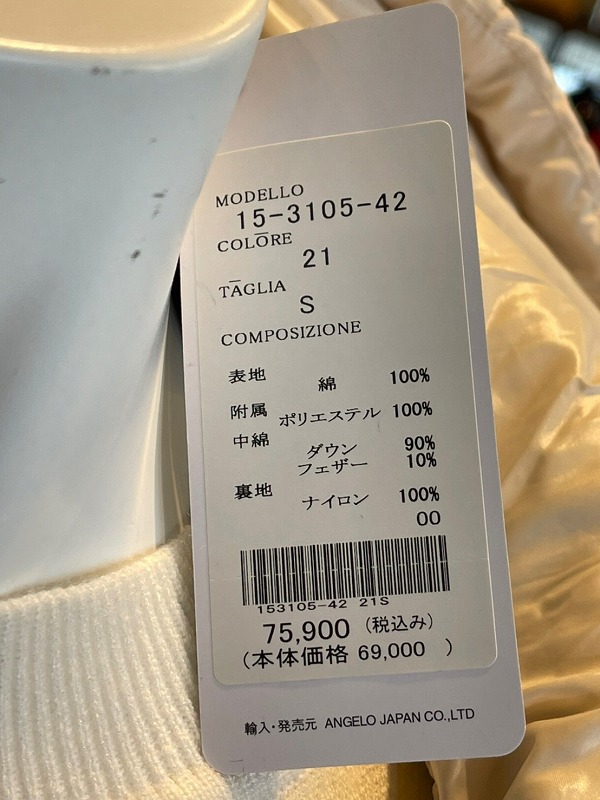 MODELLO
15-3105-42
COLORE
21
TAGLIA
S
COMPOSIZIONE
表地 綿 100%
附属 ポリエステル 100%
中綿 ダウン 90%
フェザー 10%
裏地 ナイロン 100%
00
153105-42 21S
75,900 (税込み)
(本体価格 69,000 )
輸入・発売元 ANGELO JAPAN CO.,LTD